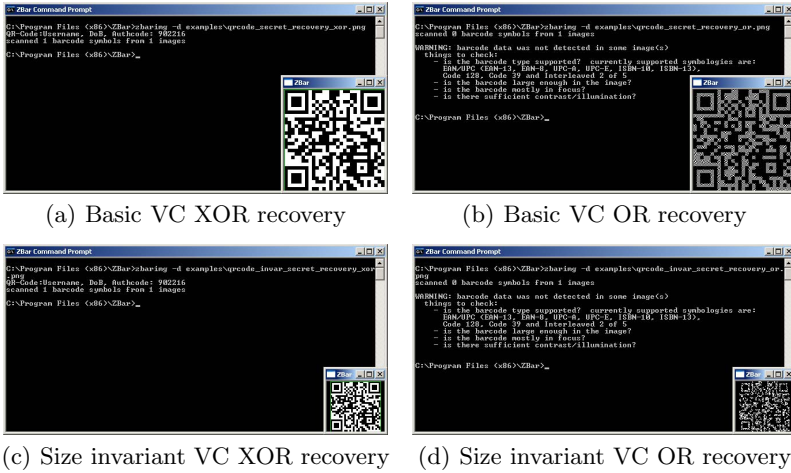 ZBar Command Prompt
C:\Program Files (x86)\ZBar>zbarimg -d examples\qrcode_secret_recovery_xor.png
QR-Code:Username, DoB, Authcode: 902216
scanned 1 barcode symbols from 1 images
C:\Program Files (x86)\ZBar>_
ZBar
(a) Basic VC XOR recovery
ZBar Command Prompt
C:\Program Files (x86)\ZBar>zbarimg -d examples\qrcode_secret_recovery_or.png
scanned 0 barcode symbols from 1 images
WARNING: barcode data was not detected in some image(s)
things to check:
- is the barcode type supported? currently supported symbologies are:
EAN/UPC (EAN-13, EAN-8, UPC-A, UPC-E, ISBN-10, ISBN-13),
Code 128, Code 39 and Interleaved 2 of 5
- is the barcode large enough in the image?
- is the barcode mostly in focus?
- is there sufficient contrast/illumination?
C:\Program Files (x86)\ZBar>_
ZBar
(b) Basic VC OR recovery
ZBar Command Prompt
C:\Program Files (x86)\ZBar>zbarimg -d examples\qrcode_invar_secret_recovery_xor
.png
QR-Code:Username, DoB, Authcode: 902216
scanned 1 barcode symbols from 1 images
C:\Program Files (x86)\ZBar>_
ZBar
(c) Size invariant VC XOR recovery
ZBar Command Prompt
C:\Program Files (x86)\ZBar>zbarimg -d examples\qrcode_invar_secret_recovery_or.
png
scanned 0 barcode symbols from 1 images
WARNING: barcode data was not detected in some image(s)
things to check:
- is the barcode type supported? currently supported symbologies are:
EAN/UPC (EAN-13, EAN-8, UPC-A, UPC-E, ISBN-10, ISBN-13),
Code 128, Code 39 and Interleaved 2 of 5
- is the barcode large enough in the image?
- is the barcode mostly in focus?
- is there sufficient contrast/illumination?
C:\Program Files (x86)\ZBar>_
ZBar
(d) Size invariant VC OR recovery